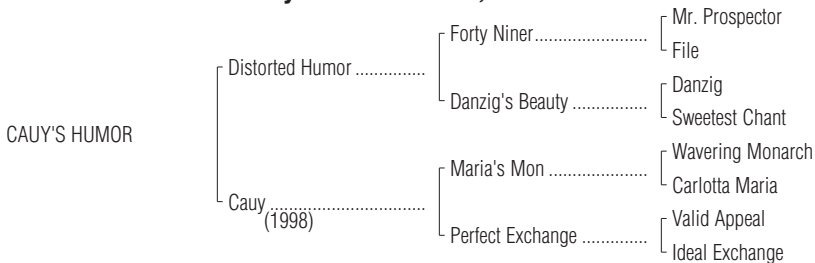 Mr. Prospector
Forty Niner
File
Distorted Humor
Danzig
Danzig's Beauty
Sweetest Chant
CAUY'S HUMOR
Wavering Monarch
Maria's Mon
Carlotta Maria
Cauy
(1998)
Valid Appeal
Perfect Exchange
Ideal Exchange